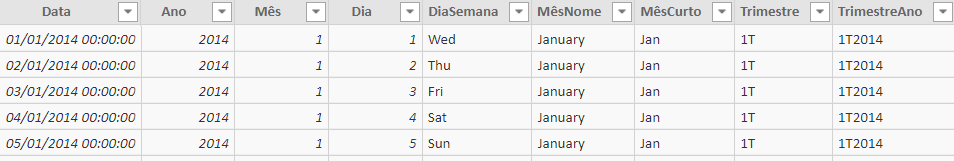 Data Ano Mês Dia DiaSemana MêsNome MêsCurto Trimestre TrimestreAno
01/01/2014 00:00:00 2014 1 1 Wed January Jan 1T 1T2014
02/01/2014 00:00:00 2014 1 2 Thu January Jan 1T 1T2014
03/01/2014 00:00:00 2014 1 3 Fri January Jan 1T 1T2014
04/01/2014 00:00:00 2014 1 4 Sat January Jan 1T 1T2014
05/01/2014 00:00:00 2014 1 5 Sun January Jan 1T 1T2014